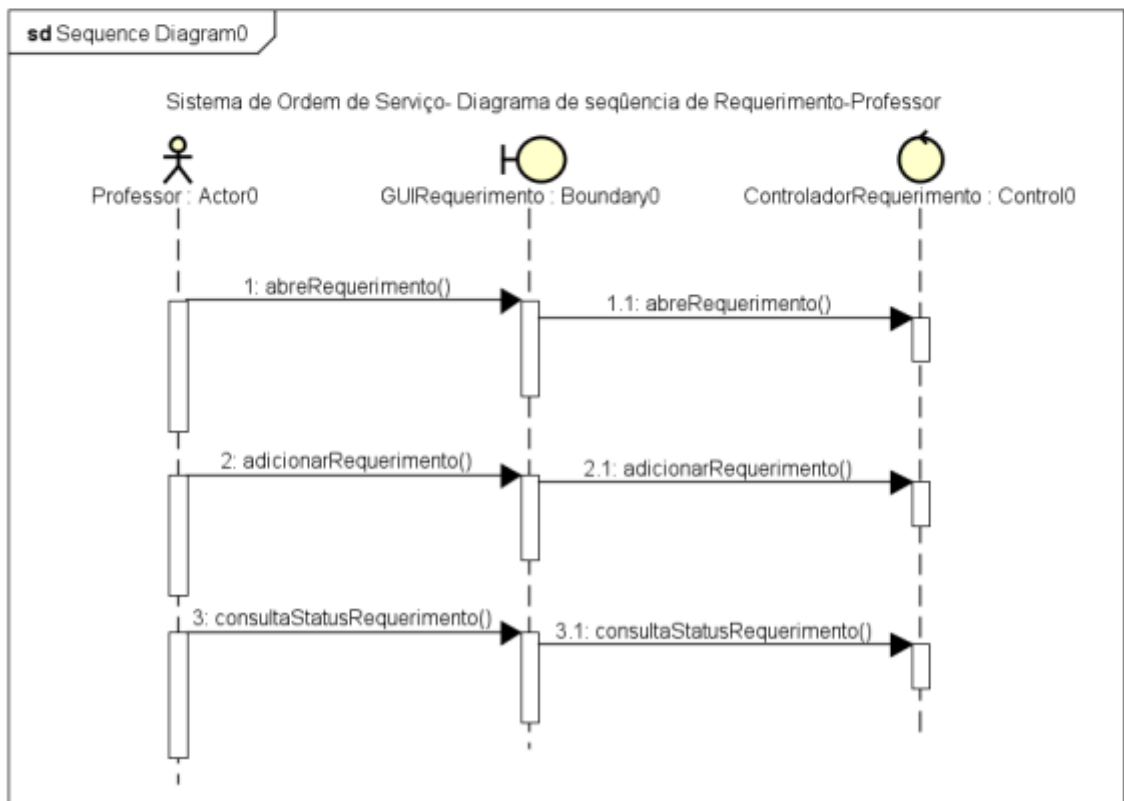 sd Sequence Diagram0
Sistema de Ordem de Serviço- Diagrama de seqûencia de Requerimento-Professor
Professor : Actor0
GUIRequerimento : Boundary0
ControladorRequerimento : Control0
1: abreRequerimento()
1.1: abreRequerimento()
2: adicionarRequerimento()
2.1: adicionarRequerimento()
3: consultaStatusRequerimento()
3.1: consultaStatusRequerimento()